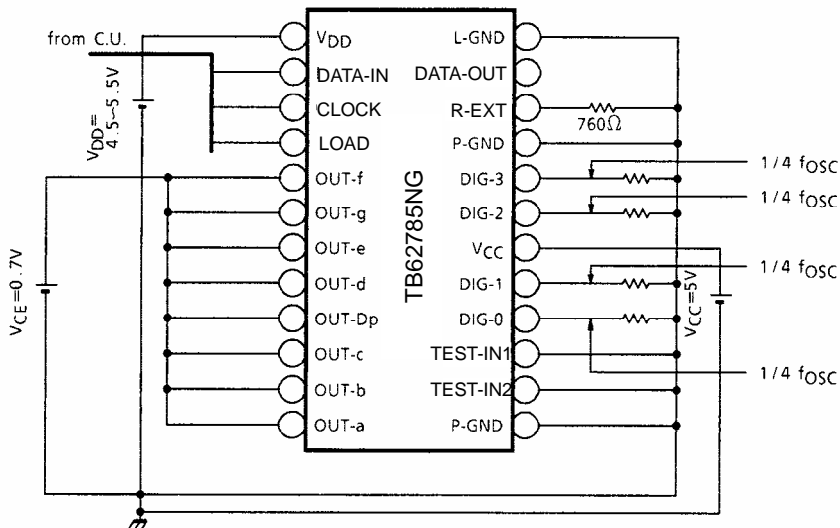 from C.U.
VDD=
4.5~5.5V
VCE=0.7V
VDD
DATA-IN
CLOCK
LOAD
OUT-f
OUT-g
OUT-e
OUT-d
OUT-Dp
OUT-c
OUT-b
OUT-a
TB62785NG
L-GND
DATA-OUT
R-EXT
P-GND
DIG-3
DIG-2
VCC
DIG-1
DIG-0
TEST-IN1
TEST-IN2
P-GND
760Ω
1/4 fOSC
1/4 fOSC
1/4 fOSC
VCC=5V
1/4 fOSC